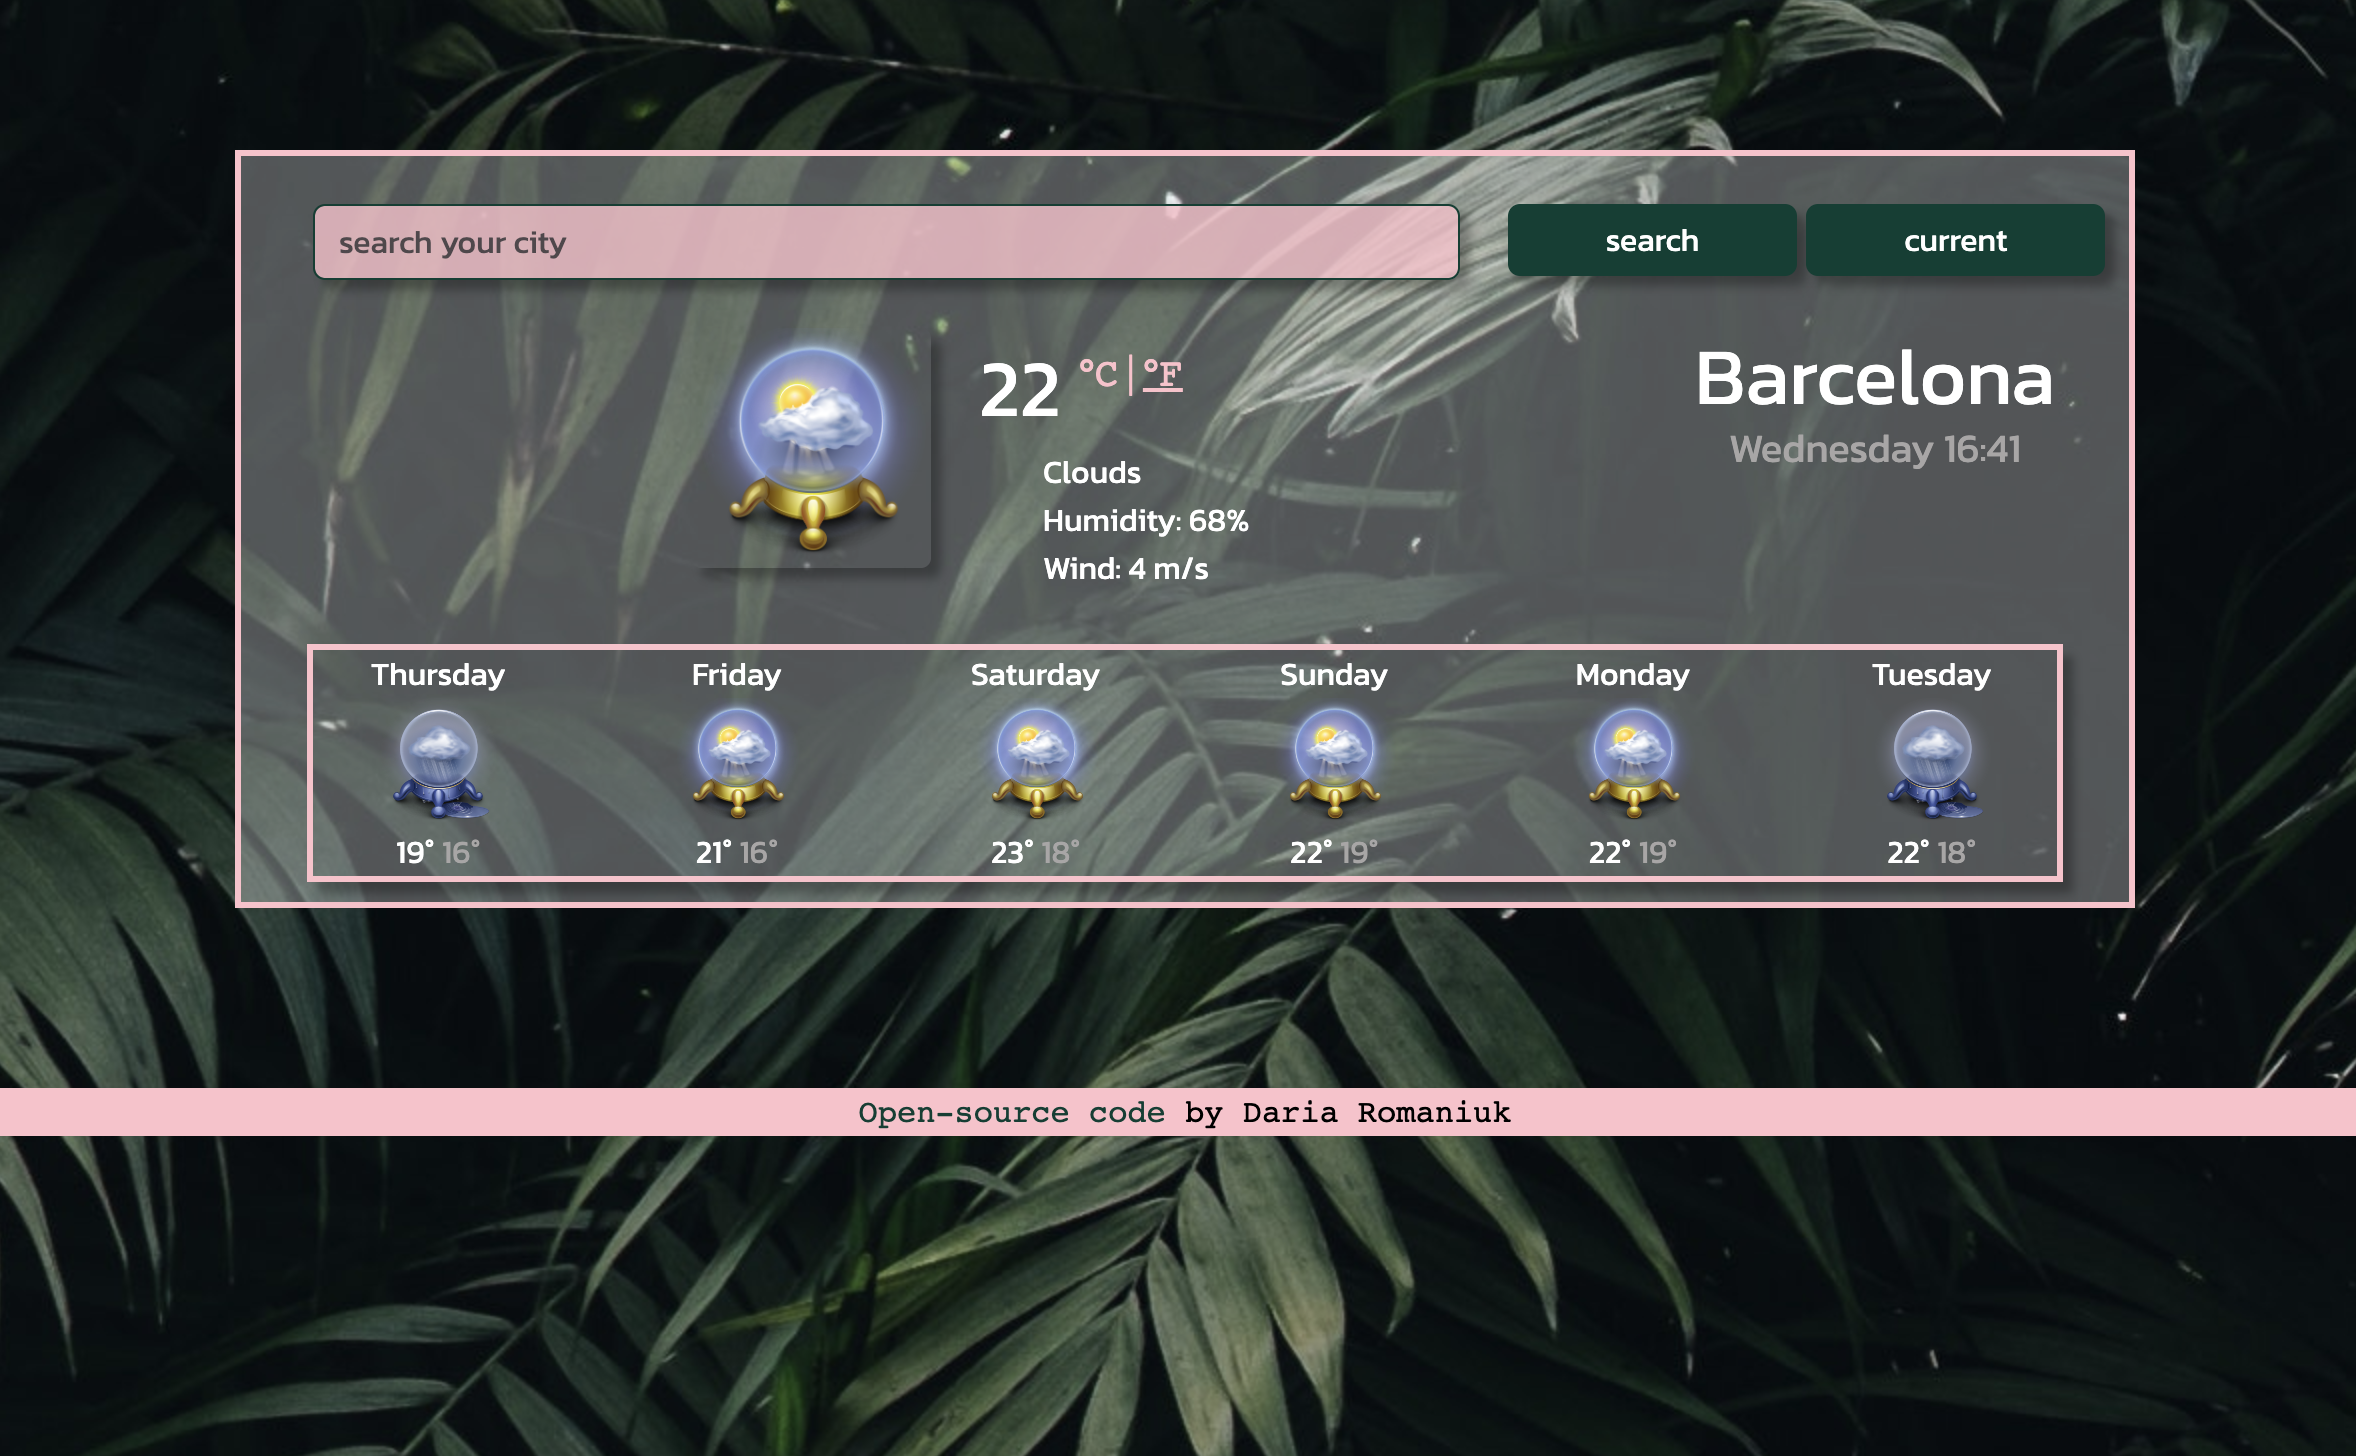 search your city
search
current
22 °C|°F
Barcelona
Wednesday 16:41
Clouds
Humidity: 68%
Wind: 4 m/s
Thursday Friday Saturday Sunday Monday Tuesday
19° 16° 21° 16° 23° 18° 22° 19° 22° 19° 22° 18°
Open-source code by Daria Romaniuk